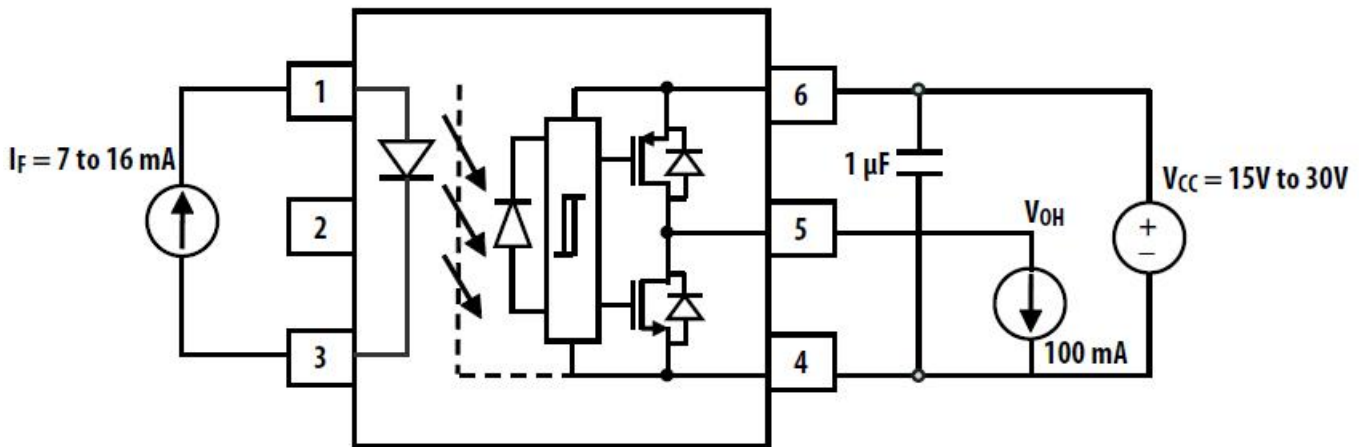 1
I_F = 7 to 16 mA
2
3
6
1 µF
V_CC = 15V to 30V
+
−
V_OH
5
100 mA
4